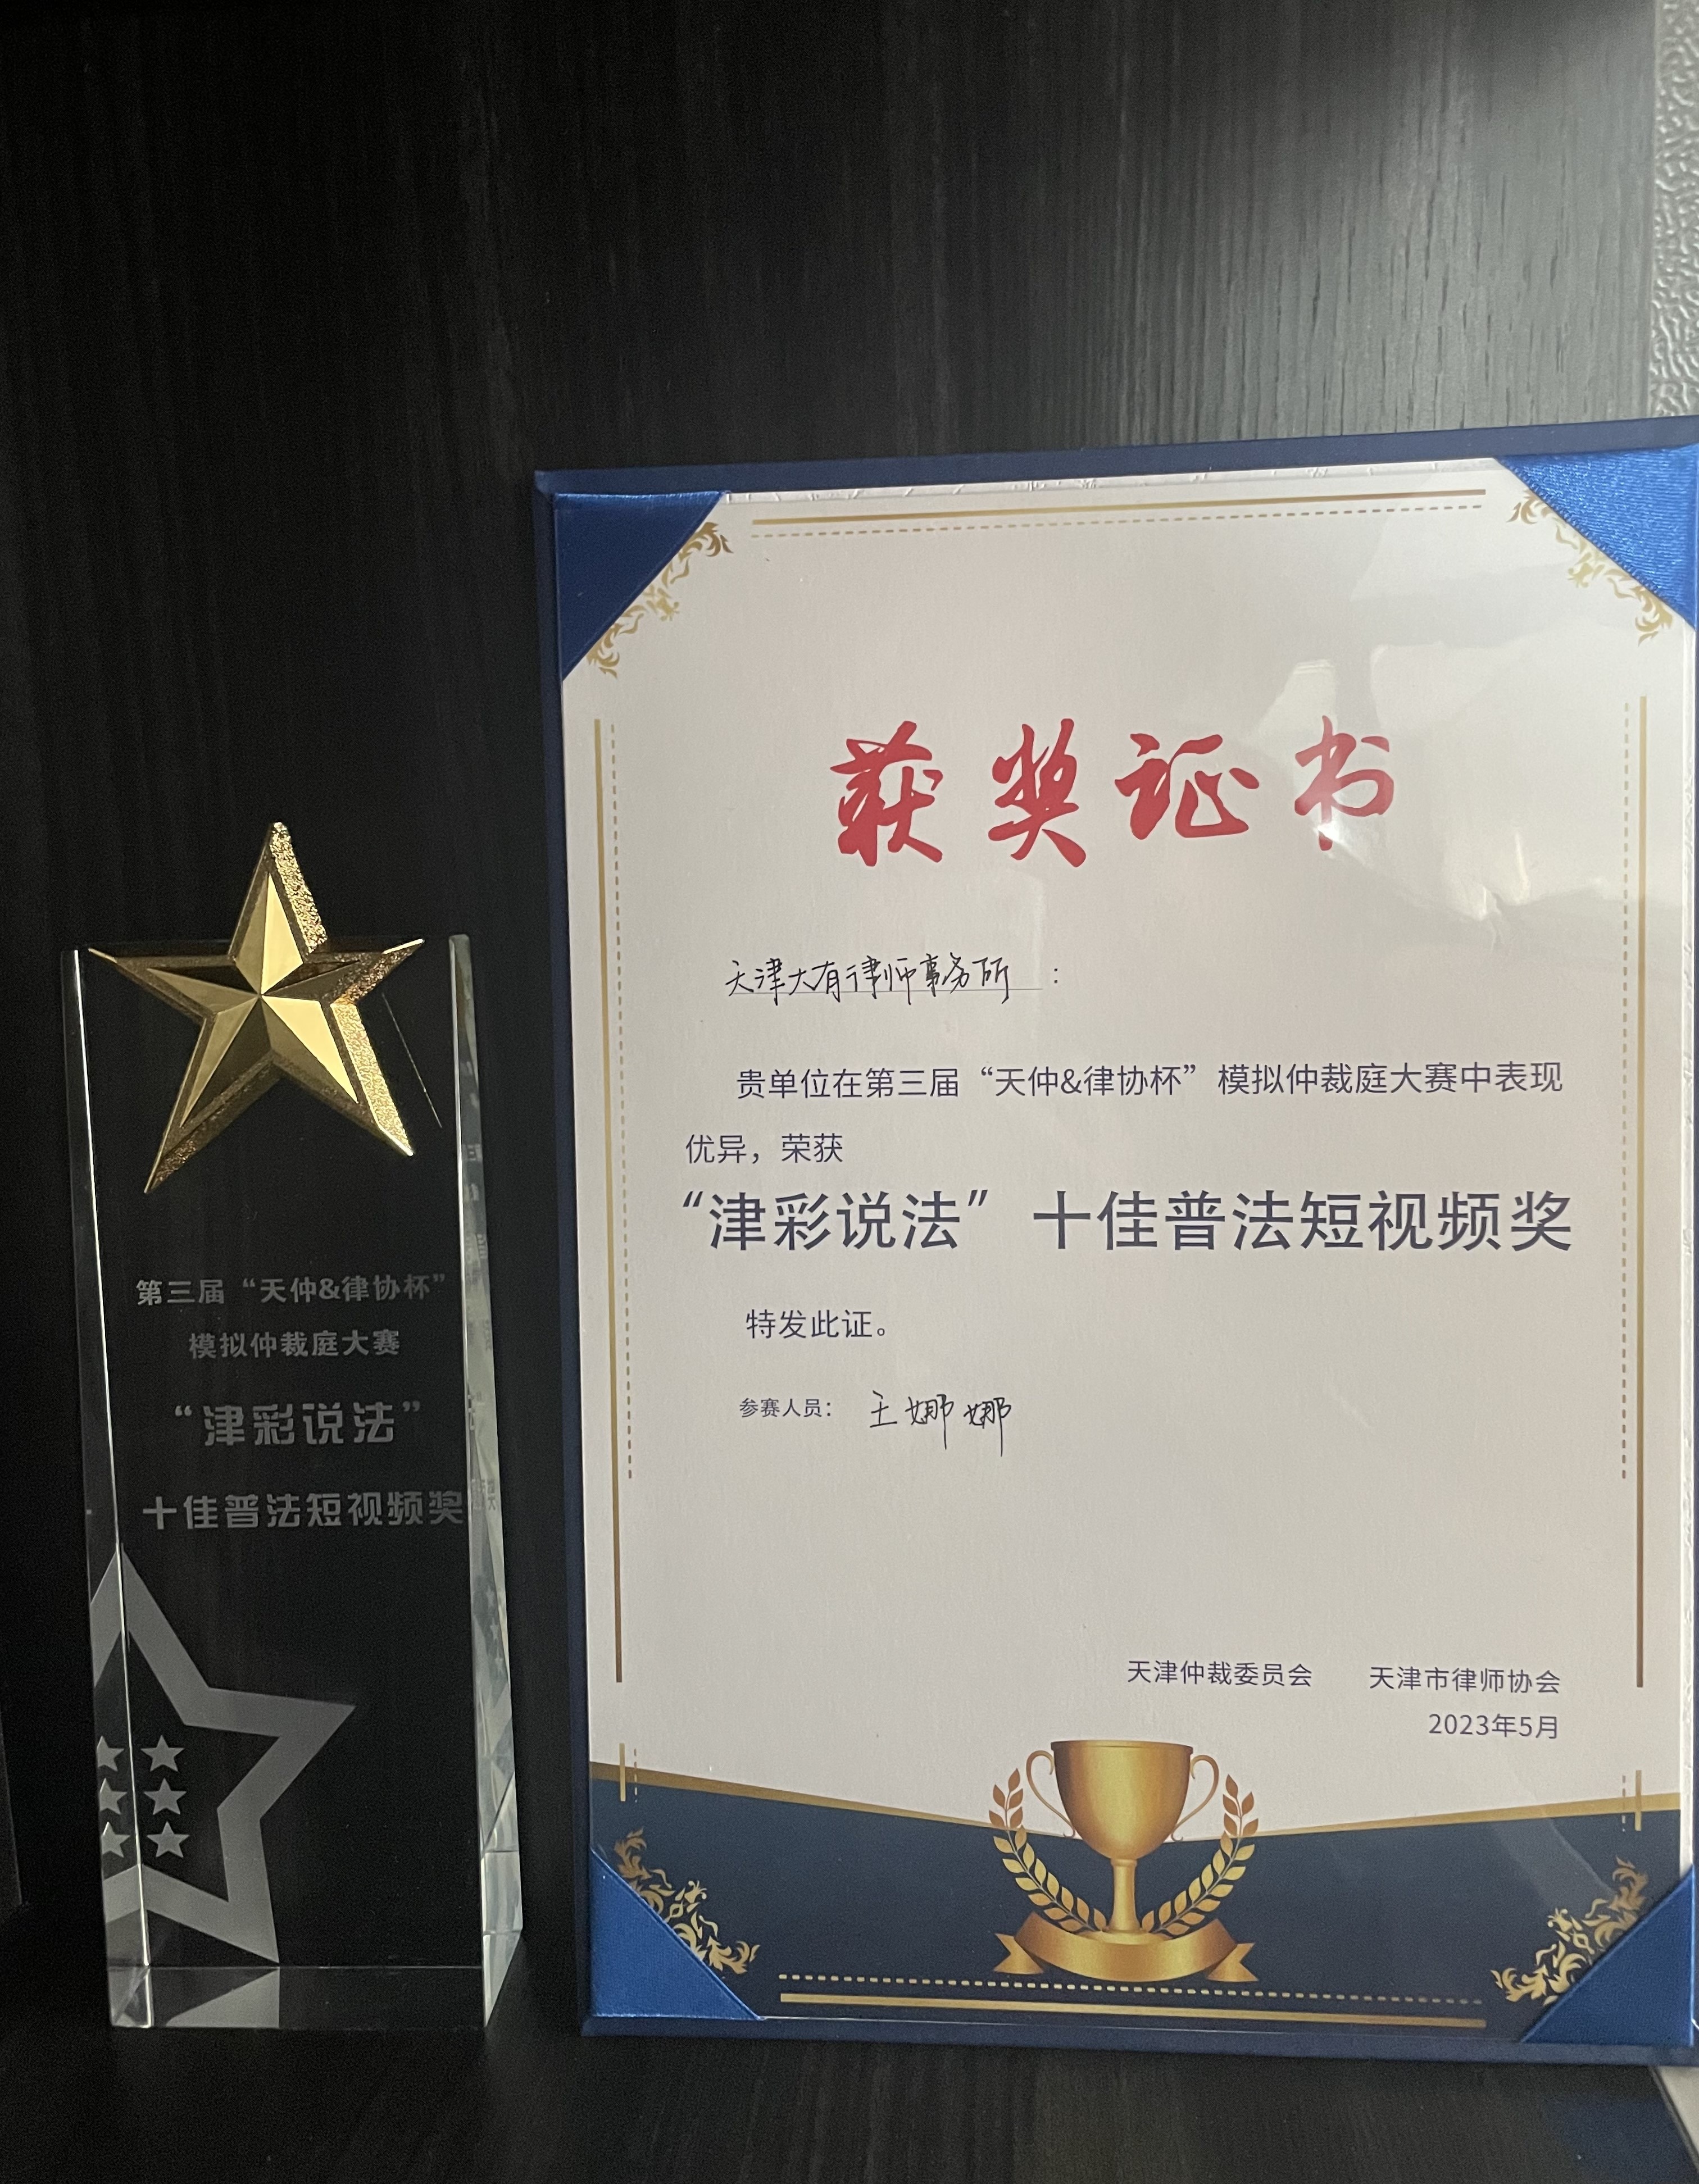 第三届“天仲&律协杯”
模拟仲裁庭大赛
“津彩说法”
十佳普法短视频奖
获奖证书
天津大有律师事务所：
贵单位在第三届“天仲&律协杯”模拟仲裁庭大赛中表现
优异，荣获
“津彩说法”十佳普法短视频奖
特发此证。
参赛人员：王娜娜
天津仲裁委员会 天津市律师协会
2023年5月